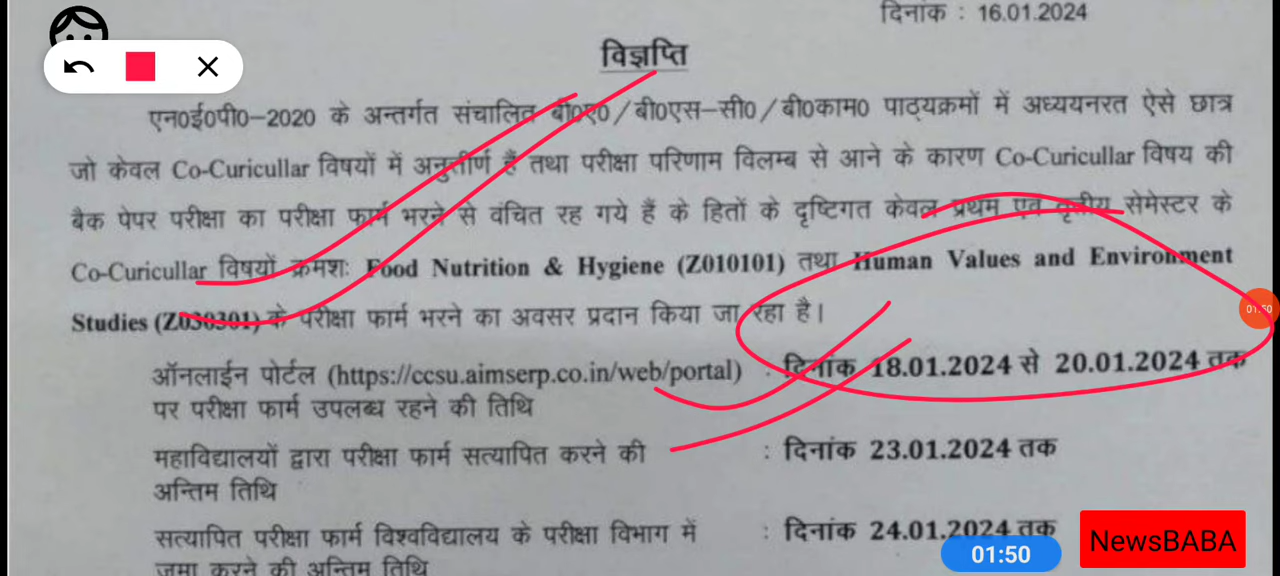 दिनांक : 16.01.2024
विज्ञप्ति
एन0ई0पी0-2020 के अन्तर्गत संचालित बी0ए0/बी0एस-सी0/बी0काम0 पाठ्यक्रमों में अध्ययनरत ऐसे छात्र
जो केवल Co-Curicullar विषयों में अनुत्तीर्ण हैं तथा परीक्षा परिणाम विलम्ब से आने के कारण Co-Curicullar विषय की
बैक पेपर परीक्षा का परीक्षा फार्म भरने से वंचित रह गये हैं के हितों के दृष्टिगत केवल प्रथम एवं तृतीय सेमेस्टर के
Co-Curicullar विषयों क्रमशः Food Nutrition & Hygiene (Z010101) तथा Human Values and Environment
Studies (Z030301) के परीक्षा फार्म भरने का अवसर प्रदान किया जा रहा है।
ऑनलाईन पोर्टल (https://ccsu.aimserp.co.in/web/portal) : दिनांक 18.01.2024 से 20.01.2024 तक
पर परीक्षा फार्म उपलब्ध रहने की तिथि
महाविद्यालयों द्वारा परीक्षा फार्म सत्यापित करने की : दिनांक 23.01.2024 तक
अन्तिम तिथि
सत्यापित परीक्षा फार्म विश्वविद्यालय के परीक्षा विभाग में : दिनांक 24.01.2024 तक
जमा करने की अन्तिम तिथि
01:50
01:50
NewsBABA